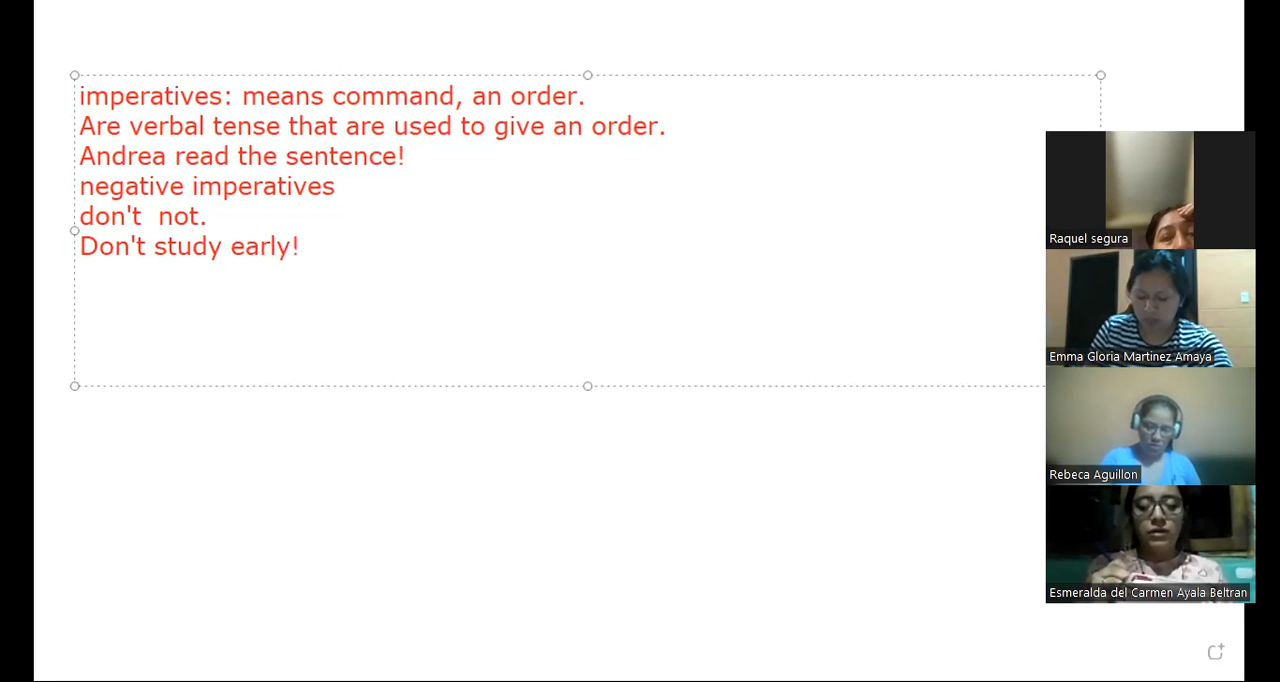 imperatives: means command, an order.
Are verbal tense that are used to give an order.
Andrea read the sentence!
negative imperatives
don't  not.
Don't study early!
Raquel segura
Emma Gloria Martinez Amaya
Rebeca Aguillon
Esmeralda del Carmen Ayala Beltran